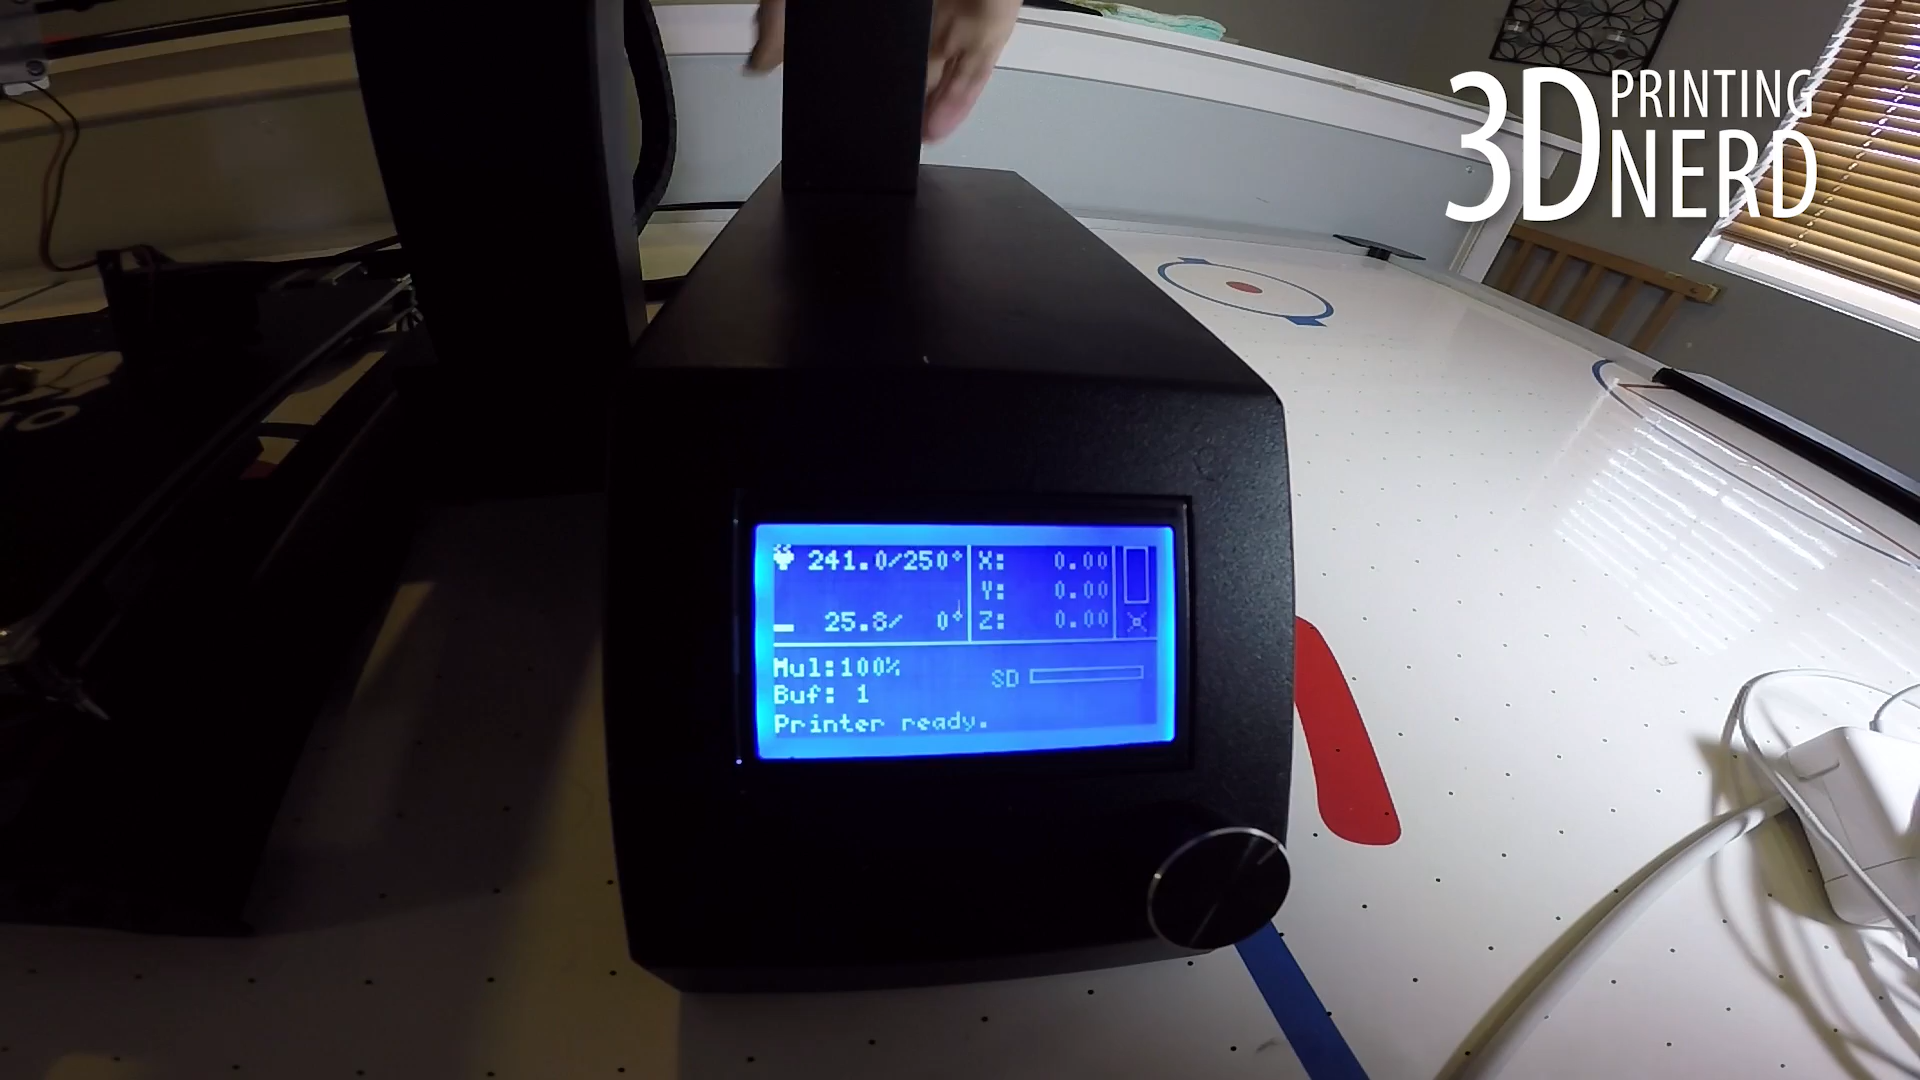 3D PRINTING
NERD
241.0/250°
X: 0.00
Y: 0.00
25.8/ 0°
Z: 0.00
Mul:100%
SD
Buf: 1
Printer ready.